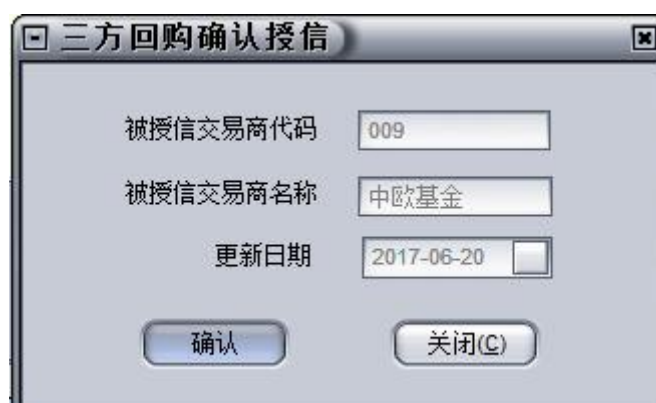 三方回购确认授信
被授信交易商代码 009
被授信交易商名称 中欧基金
更新日期 2017-06-20
确认 关闭(C)